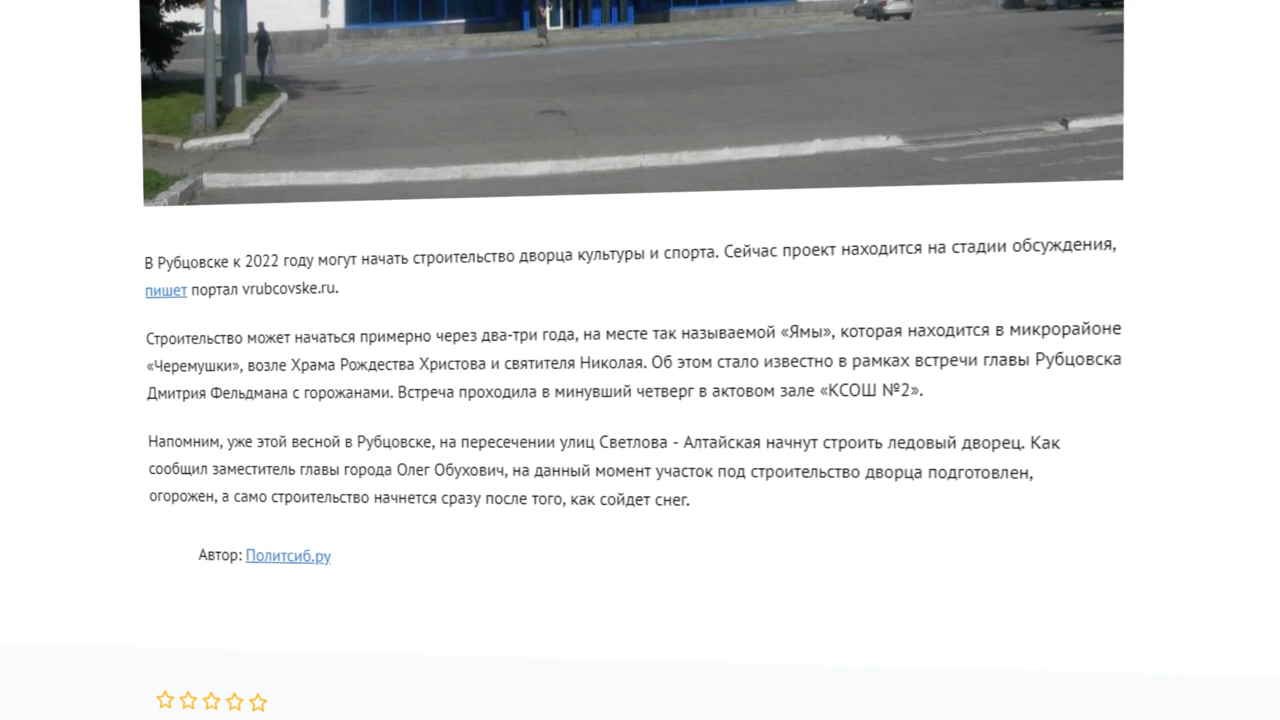 В Рубцовске к 2022 году могут начать строительство дворца культуры и спорта. Сейчас проект находится на стадии обсуждения,
пишет портал vrubcovske.ru.
Строительство может начаться примерно через два-три года, на месте так называемой «Ямы», которая находится в микрорайоне
«Черемушки», возле Храма Рождества Христова и святителя Николая. Об этом стало известно в рамках встречи главы Рубцовска
Дмитрия Фельдмана с горожанами. Встреча проходила в минувший четверг в актовом зале «КСОШ №2».
Напомним, уже этой весной в Рубцовске, на пересечении улиц Светлова - Алтайская начнут строить ледовый дворец. Как
сообщил заместитель главы города Олег Обухович, на данный момент участок под строительство дворца подготовлен,
огорожен, а само строительство начнется сразу после того, как сойдет снег.
Автор: Политсиб.ру